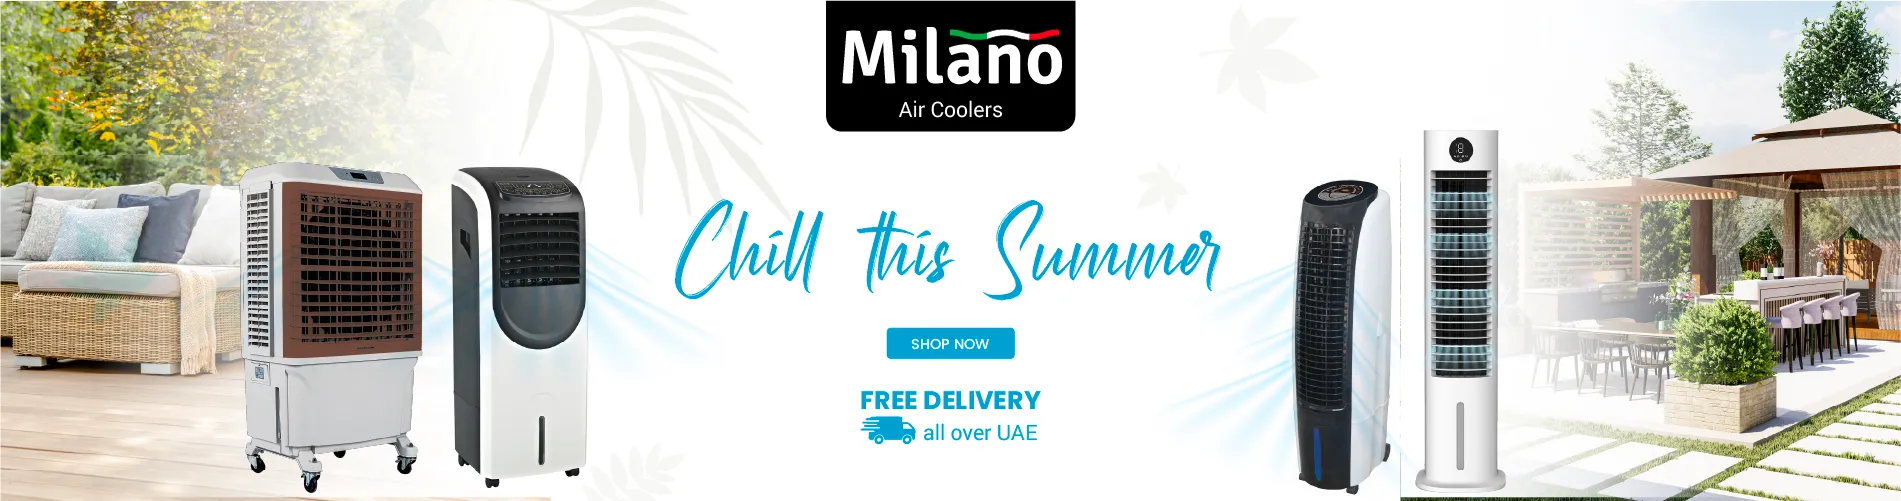 Milano
Air Coolers
Chill this Summer
SHOP NOW
FREE DELIVERY
all over UAE